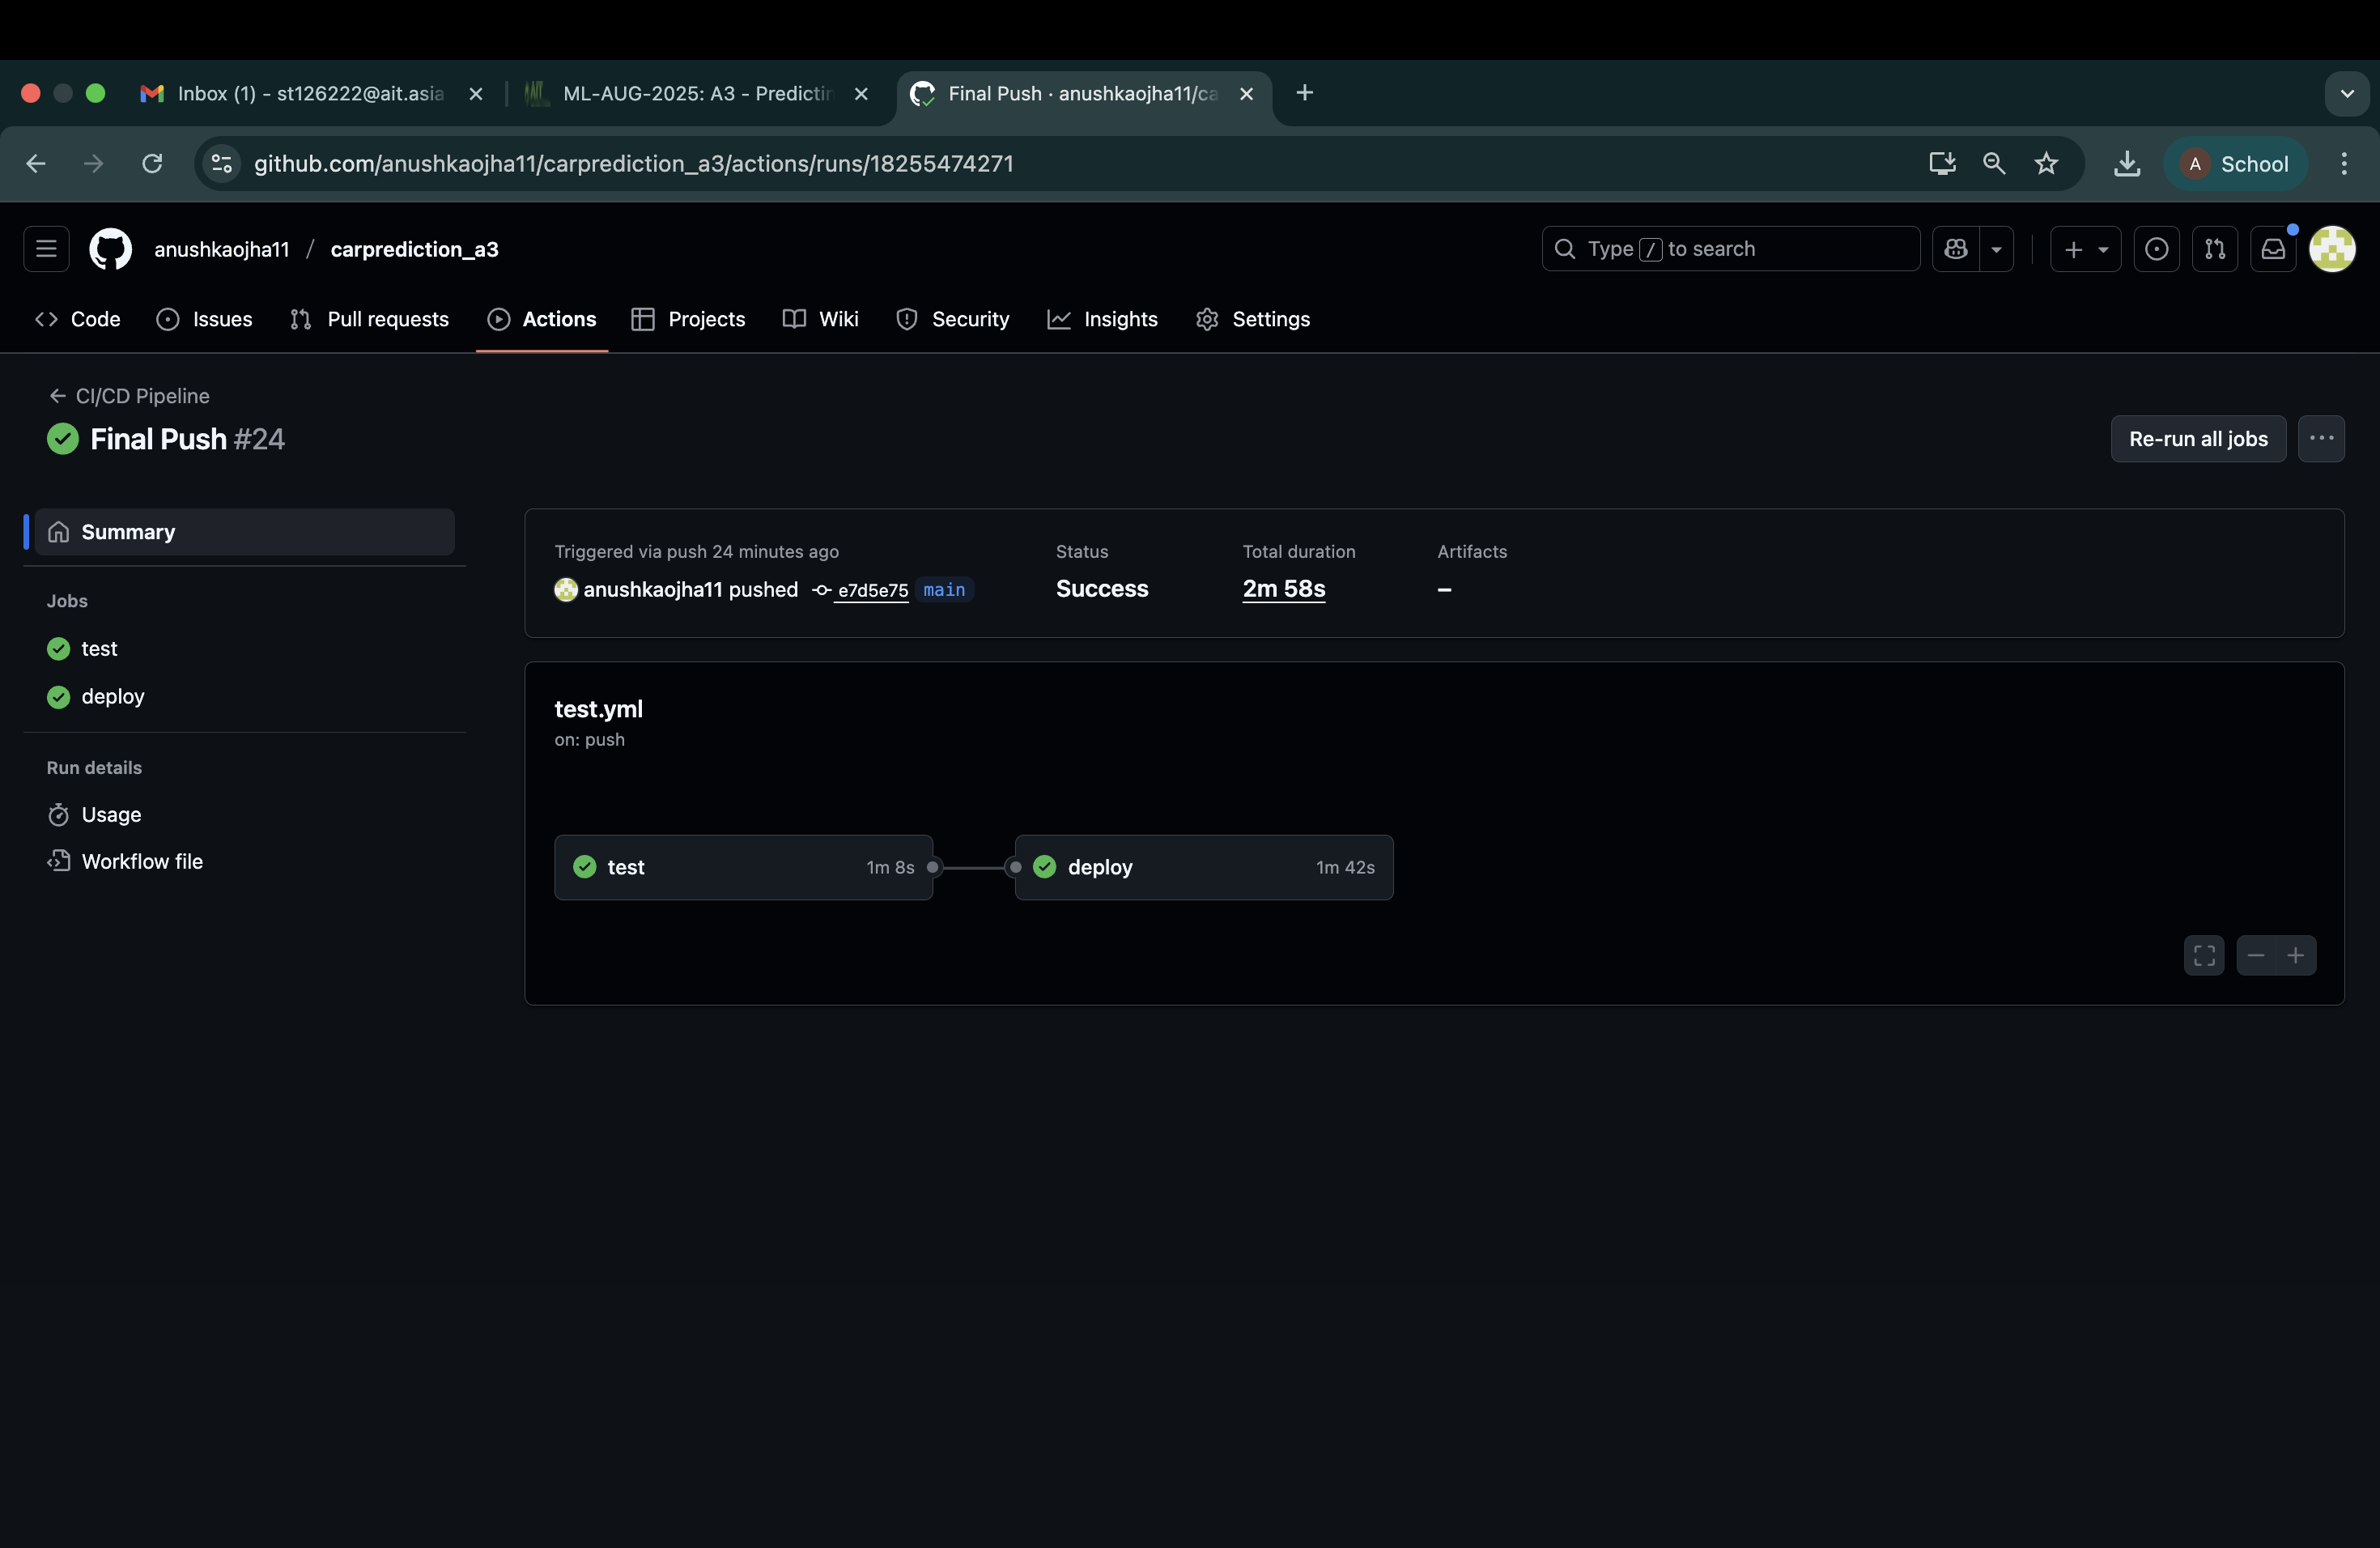 Inbox (1) - st126222@ait.asia
ML-AUG-2025: A3 - Predictin
Final Push · anushkaojha11/ca
github.com/anushkaojha11/carprediction_a3/actions/runs/18255474271
A School
anushkaojha11 / carprediction_a3
Type / to search
Code Issues Pull requests Actions Projects Wiki Security Insights Settings
CI/CD Pipeline
Final Push #24
Re-run all jobs
Summary
Jobs
test
deploy
Run details
Usage
Workflow file
Triggered via push 24 minutes ago
anushkaojha11 pushed e7d5e75 main
Status
Success
Total duration
2m 58s
Artifacts
–
test.yml
on: push
test 1m 8s
deploy 1m 42s